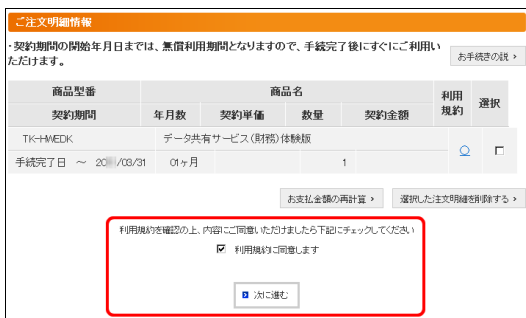 ご注文明細情報
・契約期間の開始年月日までは、無償利用期間となりますので、手続完了後にすぐにご利用い
ただけます。
お手続きの説
商品型番 商品名 利用規約 選択
契約期間 年月数 契約単価 数量 契約金額
TK-HWEDK データ共有サービス(財務)体験版
手続完了日 ～ 20 /03/31 01ヶ月 1
○
お支払金額の再計算 選択した注文明細を削除する
利用規約を確認の上、内容にご同意いただけましたら下記にチェックしてください
利用規約に同意します
次に進む